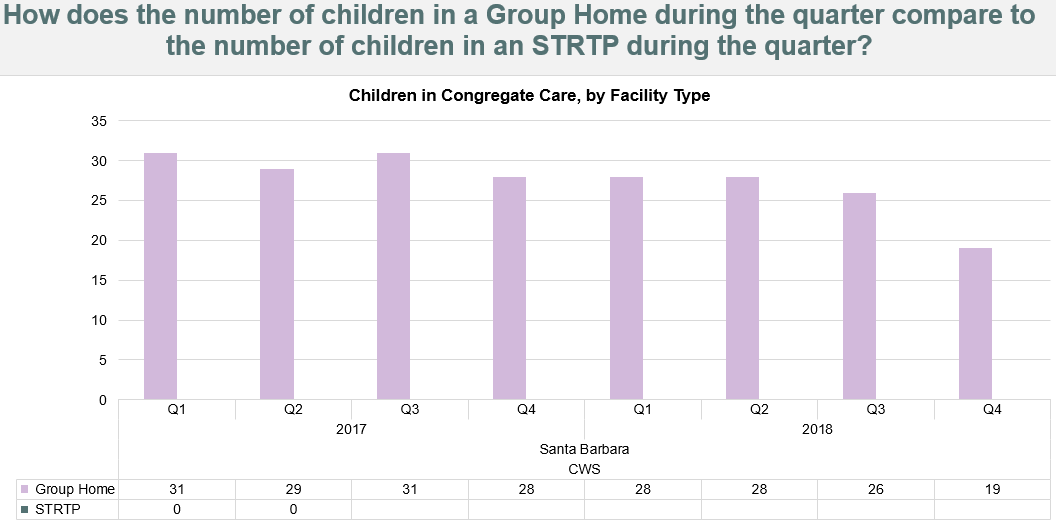 How does the number of children in a Group Home during the quarter compare to
the number of children in an STRTP during the quarter?
Children in Congregate Care, by Facility Type
35
30
25
20
15
10
5
0
Q1 Q2 Q3 Q4 Q1 Q2 Q3 Q4
2017 2018
Santa Barbara
CWS
Group Home 31 29 31 28 28 28 26 19
STRTP 0 0